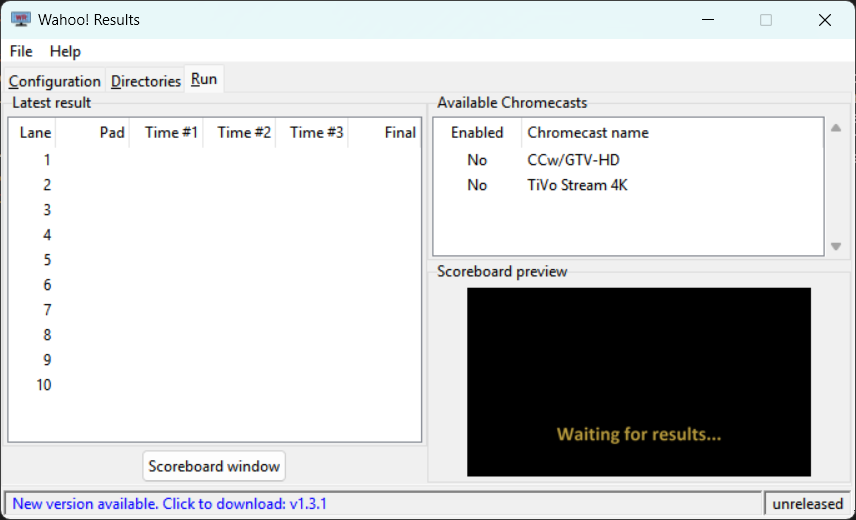 Wahoo! Results
File Help
Configuration Directories Run
Latest result
Lane Pad Time #1 Time #2 Time #3 Final
1
2
3
4
5
6
7
8
9
10
Scoreboard window
Available Chromecasts
Enabled Chromecast name
No CCw/GTV-HD
No TiVo Stream 4K
Scoreboard preview
Waiting for results...
New version available. Click to download: v1.3.1
unreleased